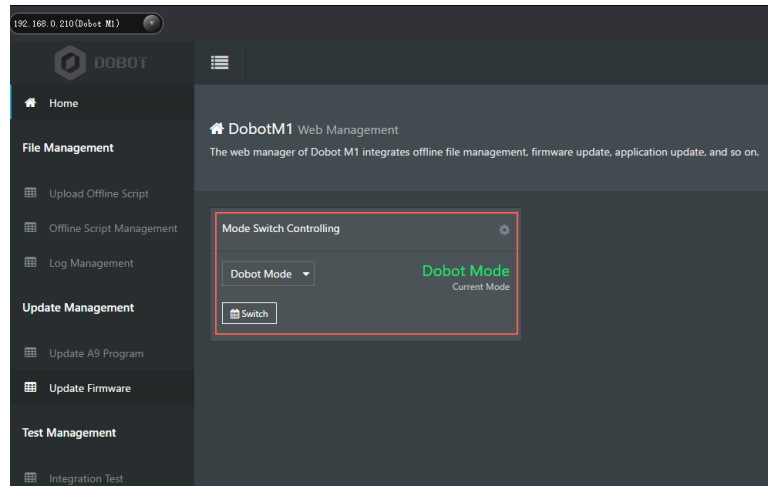 192.168.0.210(Dobot M1)
DOBOT
Home
File Management
Upload Offline Script
Offline Script Management
Log Management
Update Management
Update A9 Program
Update Firmware
Test Management
Integration Test
DobotM1 Web Management
The web manager of Dobot M1 integrates offline file management, firmware update, application update, and so on.
Mode Switch Controlling
Dobot Mode
Dobot Mode
Current Mode
Switch